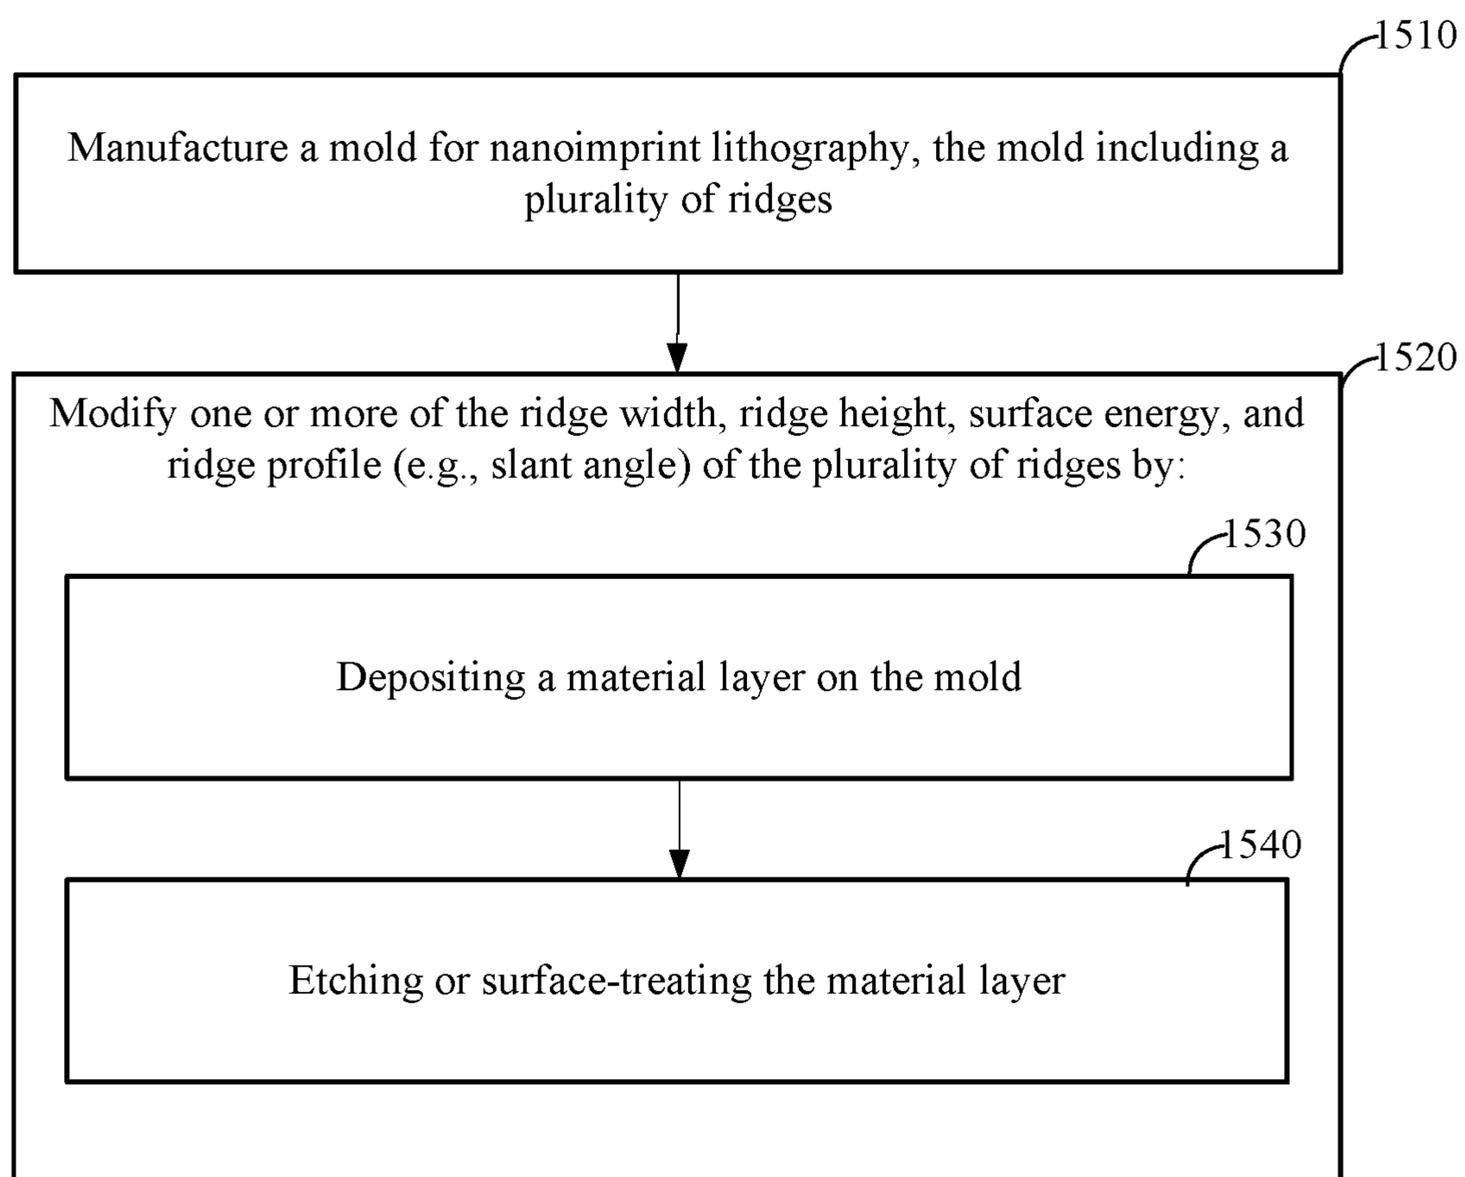 1510
Manufacture a mold for nanoimprint lithography, the mold including a
plurality of ridges
1520
Modify one or more of the ridge width, ridge height, surface energy, and
ridge profile (e.g., slant angle) of the plurality of ridges by:
1530
Depositing a material layer on the mold
1540
Etching or surface-treating the material layer